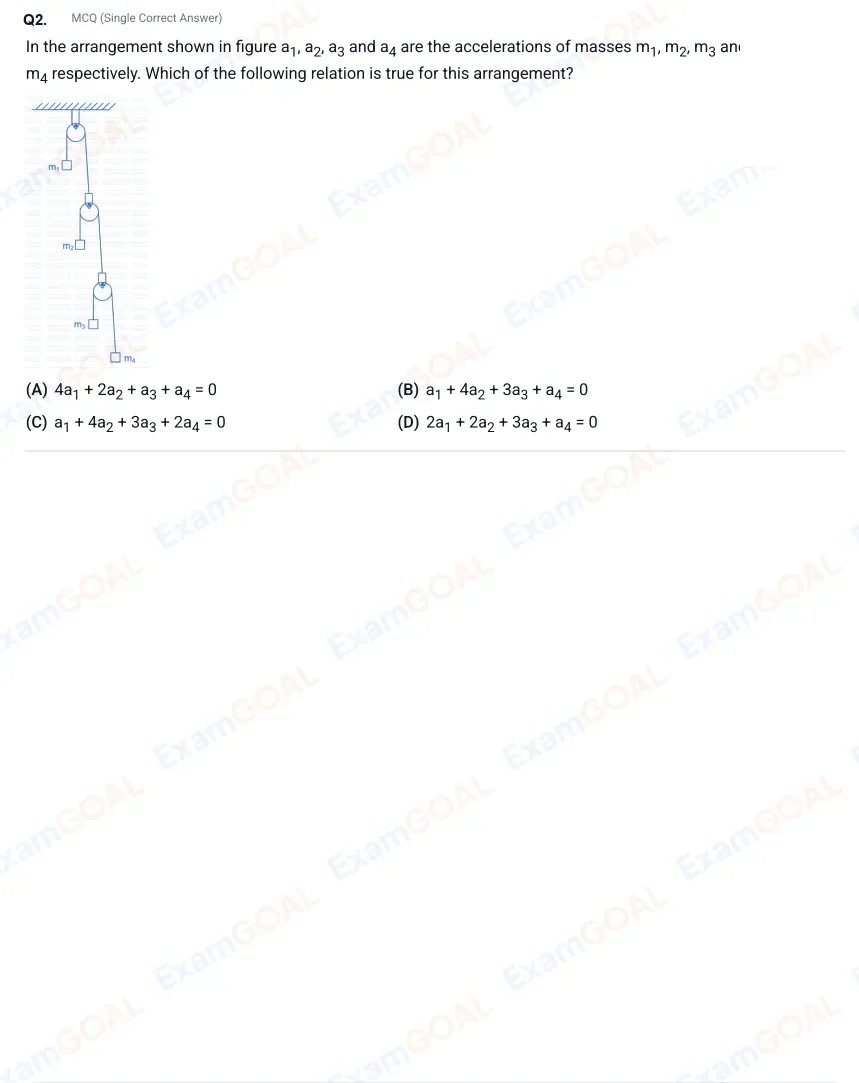 Q2. MCQ (Single Correct Answer)
In the arrangement shown in figure a₁, a₂, a₃ and a₄ are the accelerations of masses m₁, m₂, m₃ an
m₄ respectively. Which of the following relation is true for this arrangement?
m₁
m₂
m₃
m₄
(A) 4a₁ + 2a₂ + a₃ + a₄ = 0
(B) a₁ + 4a₂ + 3a₃ + a₄ = 0
(C) a₁ + 4a₂ + 3a₃ + 2a₄ = 0
(D) 2a₁ + 2a₂ + 3a₃ + a₄ = 0
ExamGOAL